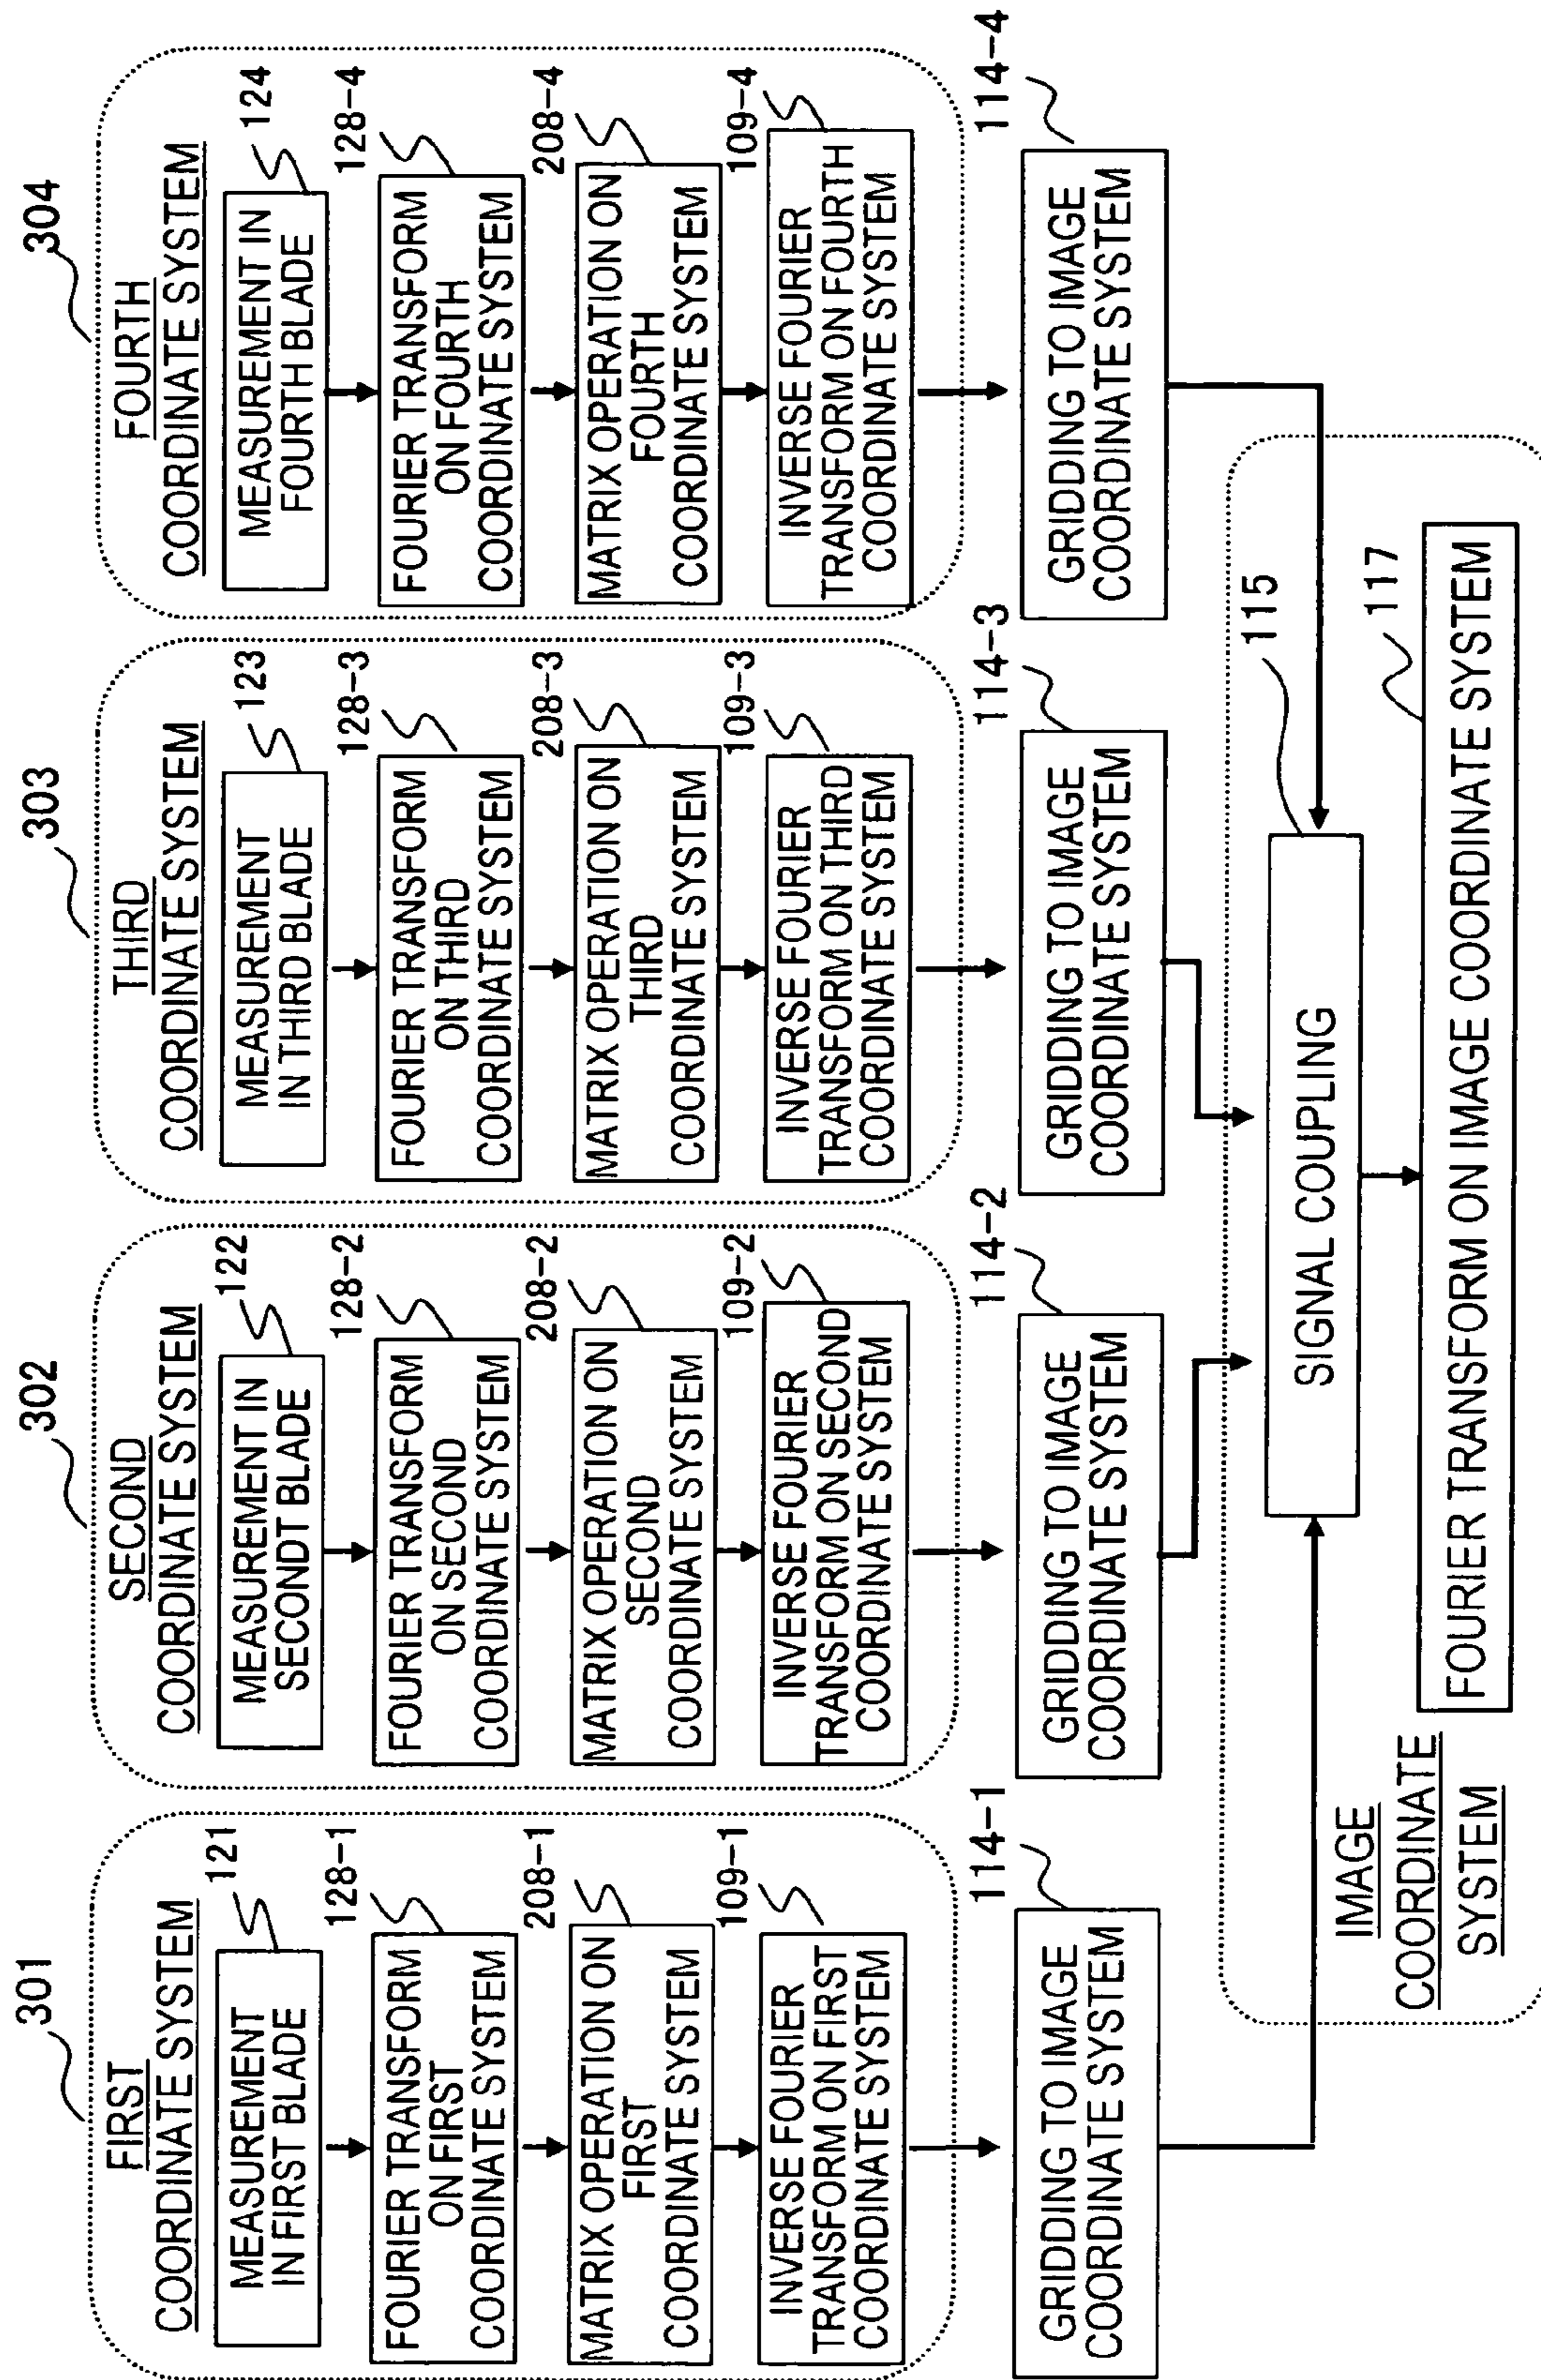 301
FIRST
COORDINATE SYSTEM
121
MEASUREMENT
IN FIRST BLADE
128-1
FOURIER TRANSFORM
ON FIRST
COORDINATE SYSTEM
208-1
MATRIX OPERATION ON
FIRST
COORDINATE SYSTEM
109-1
INVERSE FOURIER
TRANSFORM ON FIRST
COORDINATE SYSTEM
114-1
GRIDDING TO IMAGE
COORDINATE SYSTEM
302
SECOND
COORDINATE SYSTEM
122
MEASUREMENT IN
SECONDT BLADE
128-2
FOURIER TRANSFORM
ON SECOND
COORDINATE SYSTEM
208-2
MATRIX OPERATION ON
SECOND
COORDINATE SYSTEM
109-2
INVERSE FOURIER
TRANSFORM ON SECOND
COORDINATE SYSTEM
114-2
GRIDDING TO IMAGE
COORDINATE SYSTEM
303
THIRD
COORDINATE SYSTEM
123
MEASUREMENT
IN THIRD BLADE
128-3
FOURIER TRANSFORM
ON THIRD
COORDINATE SYSTEM
208-3
MATRIX OPERATION ON
THIRD
COORDINATE SYSTEM
109-3
INVERSE FOURIER
TRANSFORM ON THIRD
COORDINATE SYSTEM
114-3
GRIDDING TO IMAGE
COORDINATE SYSTEM
304
FOURTH
COORDINATE SYSTEM
124
MEASUREMENT IN
FOURTH BLADE
128-4
FOURIER TRANSFORM
ON FOURTH
COORDINATE SYSTEM
208-4
MATRIX OPERATION ON
FOURTH
COORDINATE SYSTEM
109-4
INVERSE FOURIER
TRANSFORM ON FOURTH
COORDINATE SYSTEM
114-4
GRIDDING TO IMAGE
COORDINATE SYSTEM
115
SIGNAL COUPLING
117
FOURIER TRANSFORM ON IMAGE COORDINATE SYSTEM
IMAGE
COORDINATE
SYSTEM